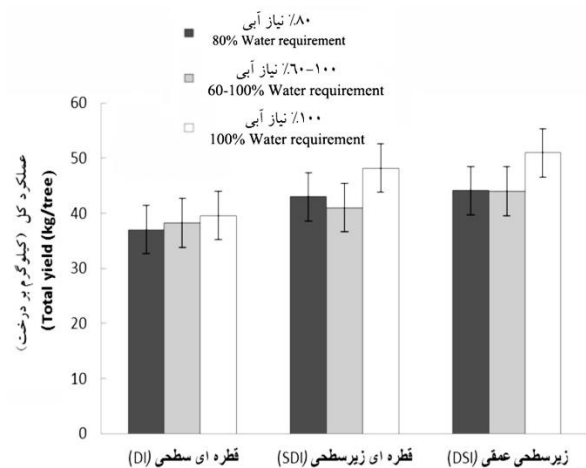 ۸۰٪ نیاز آبی
80% Water requirement
۶۰-۱۰۰٪ نیاز آبی
60-100% Water requirement
۱۰۰٪ نیاز آبی
100% Water requirement
عملکرد کل (کیلوگرم بر درخت)
(Total yield (kg/tree)
60
50
40
30
20
10
0
قطره ای سطحی (DI)
قطره ای زیرسطحی (SDI)
زیرسطحی عمقی (DSI)